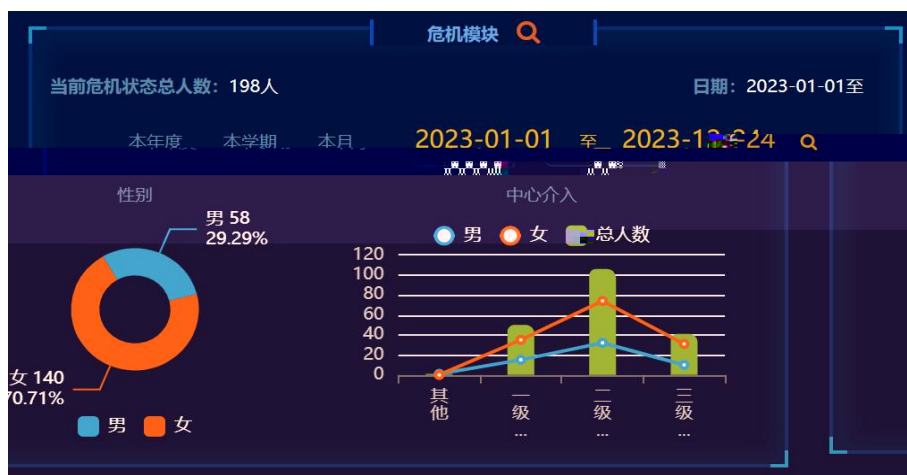 危机模块
当前危机状态总人数：198人
日期：2023-01-01至
本年度 本学期 本月 2023-01-01 至
性别
中心介入
男 58
29.29%
男 女 总人数
120
100
80
60
40
20
0
女 140
70.71%
其他 一级... 二级... 三级...
男 女